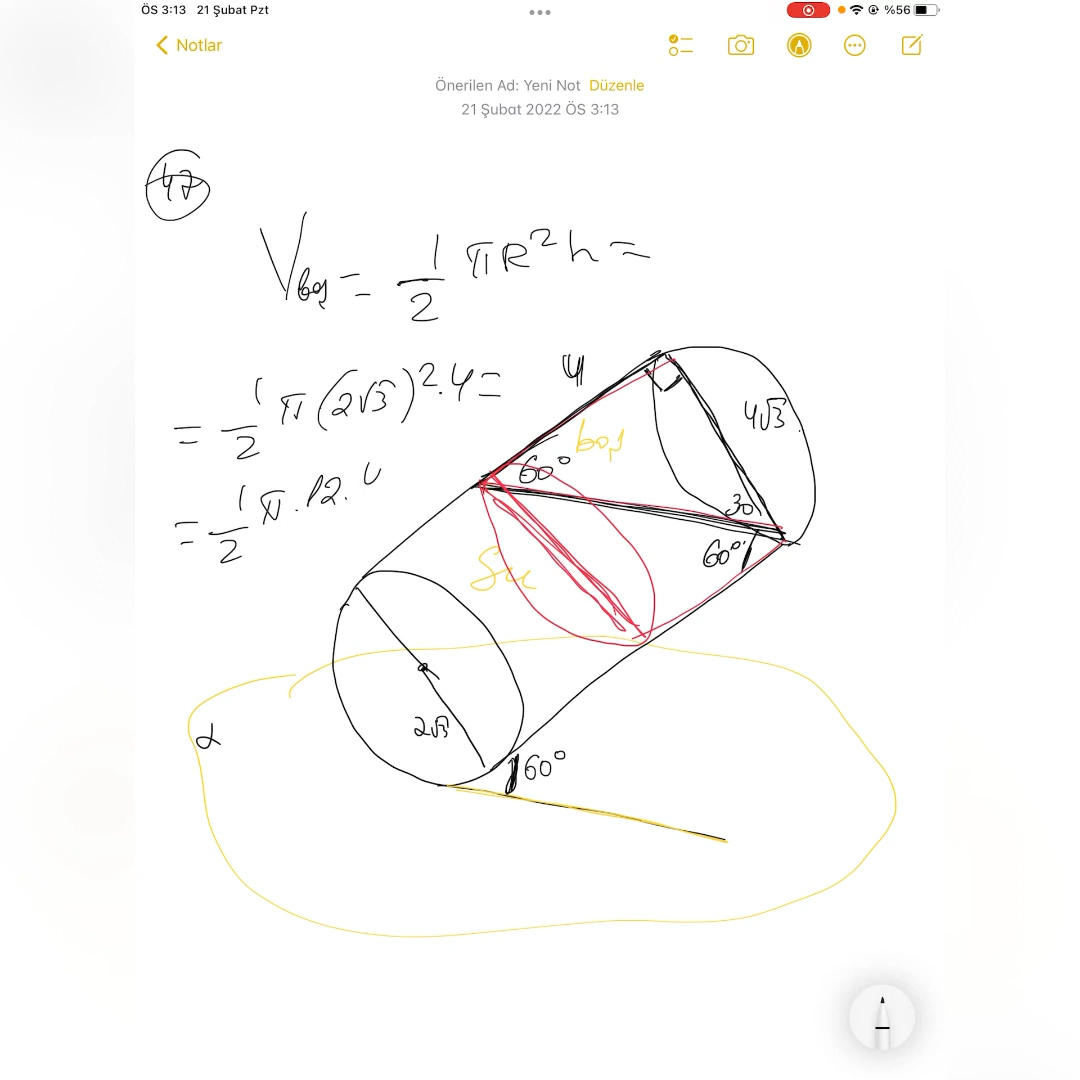 ÖS 3:13 21 Şubat Pzt
%56
Notlar
Önerilen Ad: Yeni Not Düzenle
21 Şubat 2022 ÖS 3:13
47
V boş = 1/2 πR²h =
= 1/2 π(2√3)².4 =
= 1/2 π.12.4
4
4√3
boş
60°
30
60°
Su
2√3
α
60°